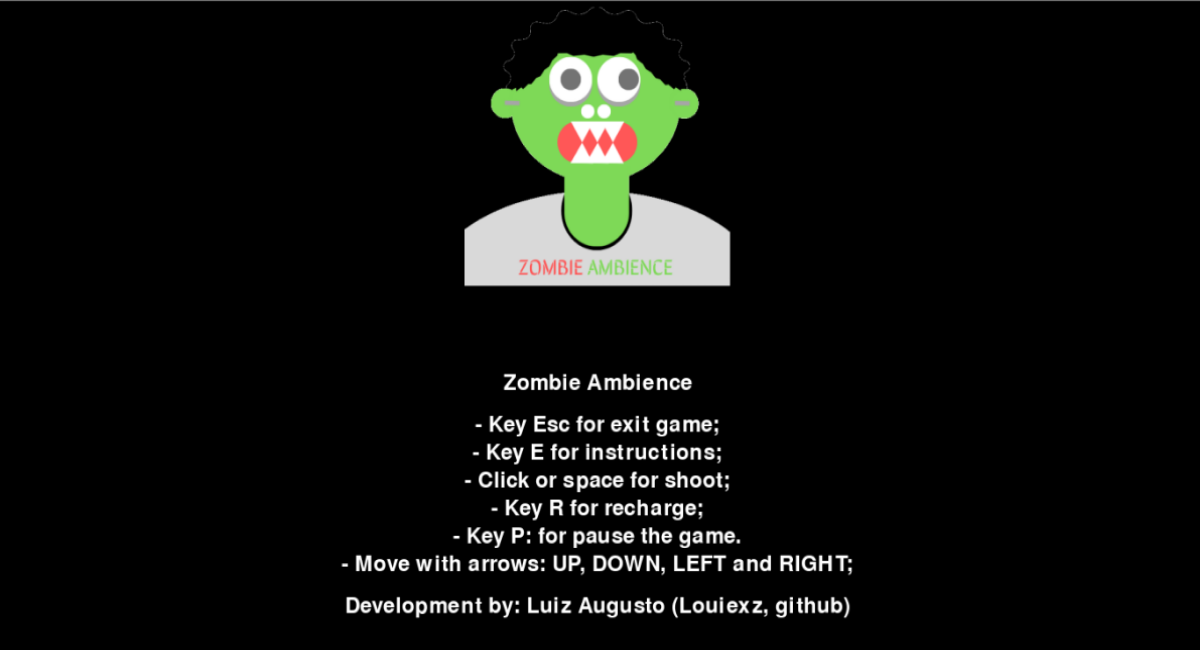 ZOMBIE AMBIENCE
Zombie Ambience
- Key Esc for exit game;
- Key E for instructions;
- Click or space for shoot;
- Key R for recharge;
- Key P: for pause the game.
- Move with arrows: UP, DOWN, LEFT and RIGHT;
Development by: Luiz Augusto (Louiexz, github)